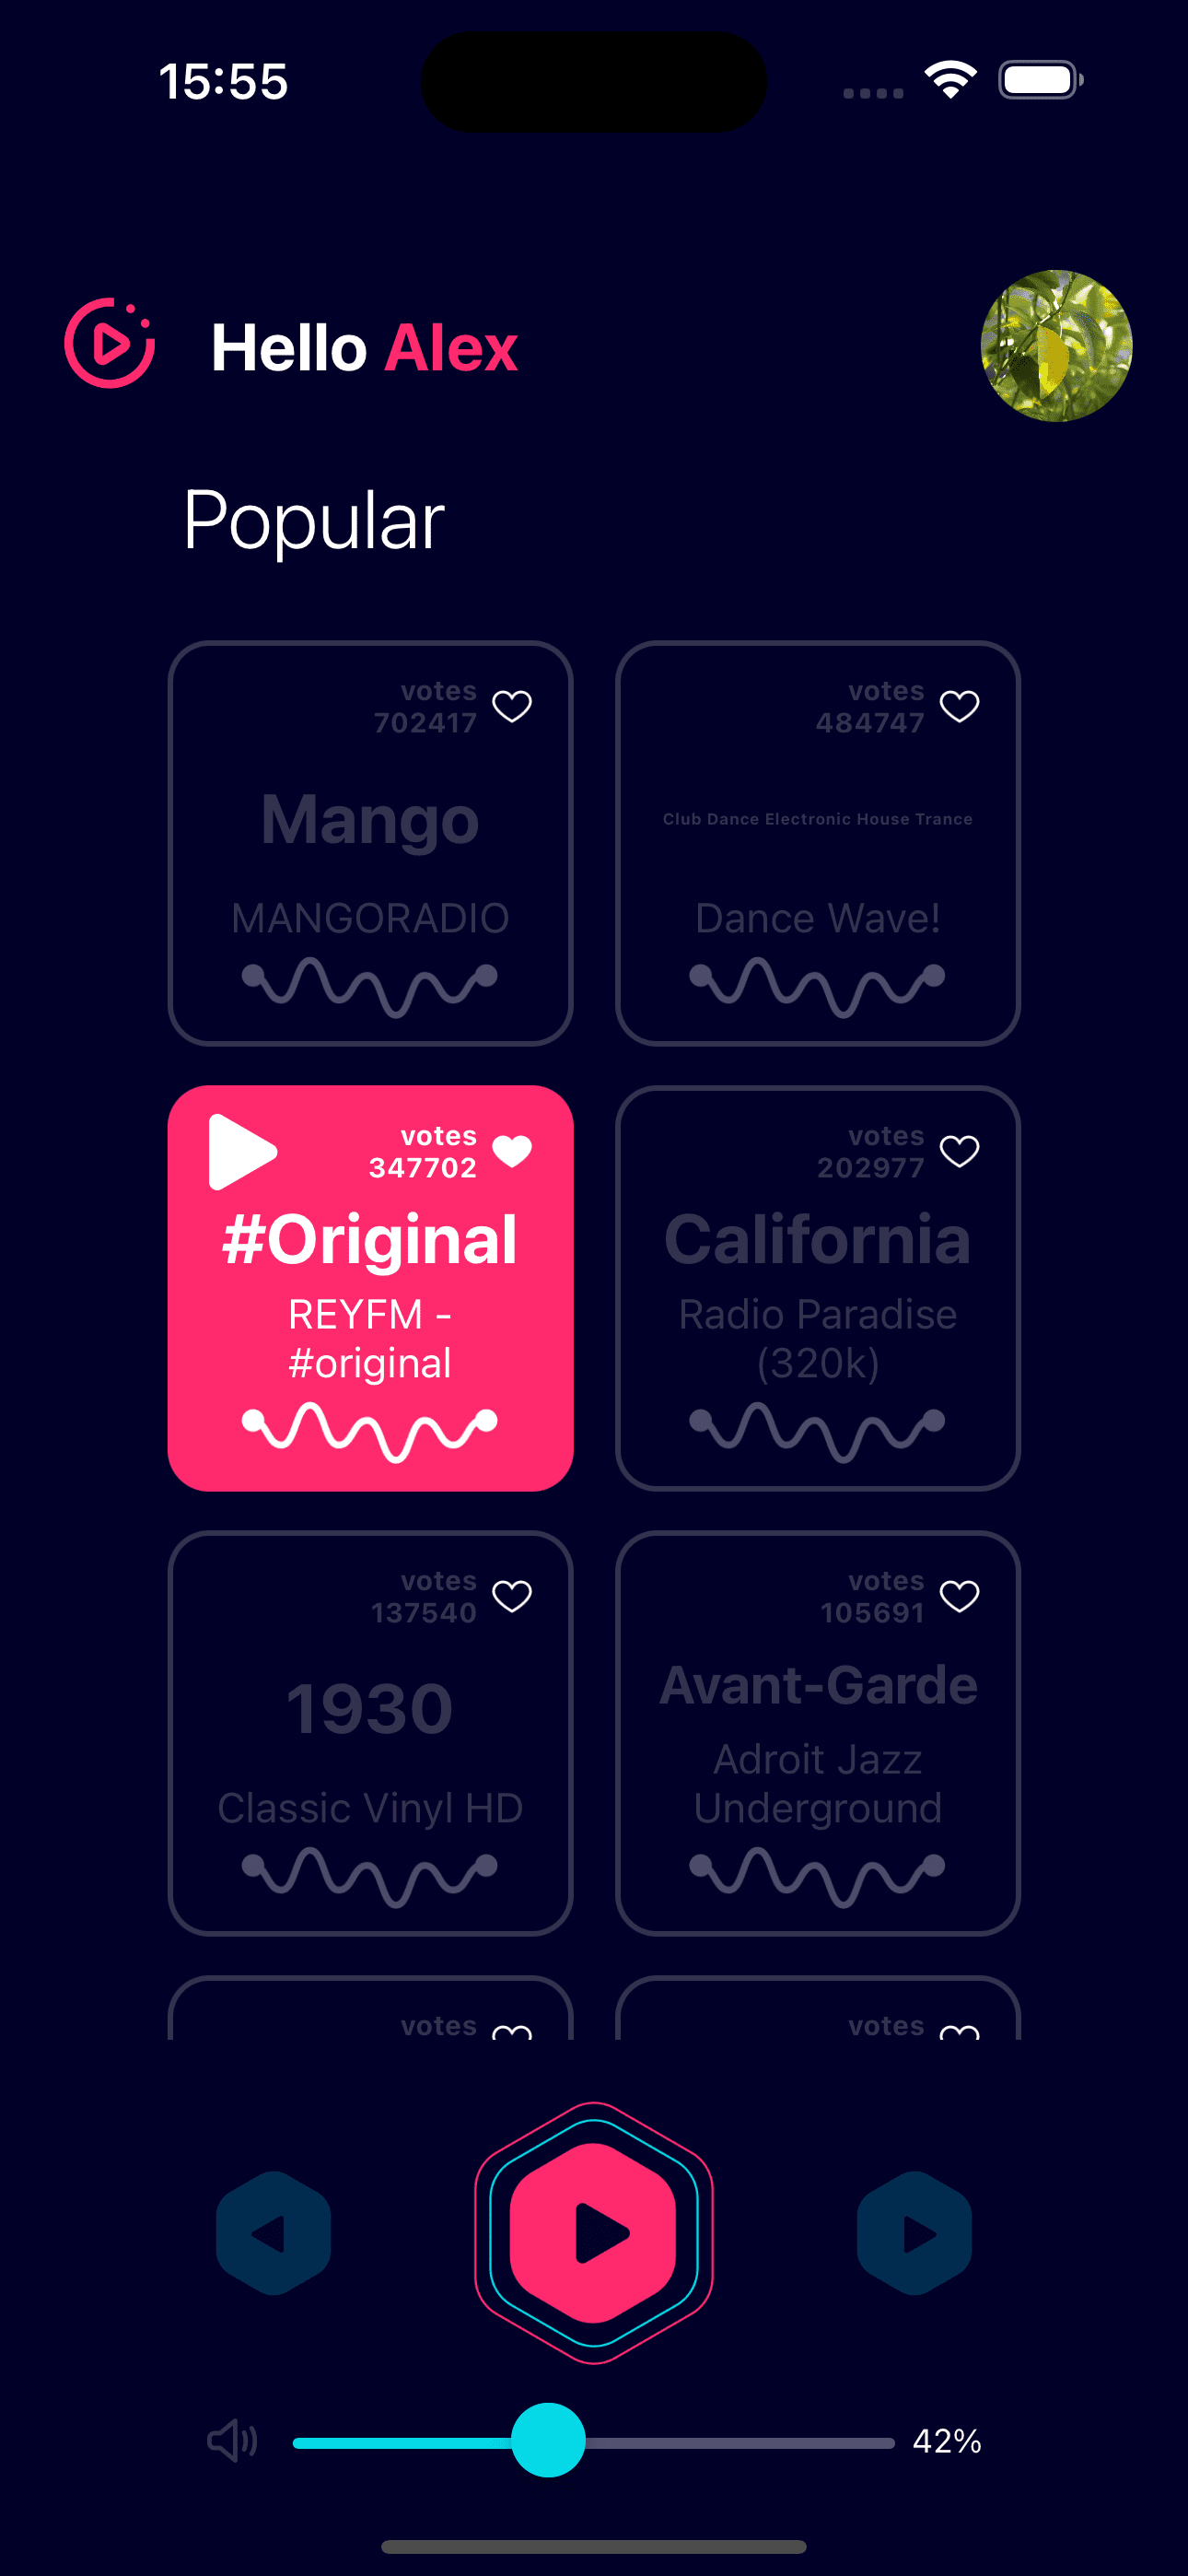 15:55
Hello Alex
Popular
votes
702417
Mango
MANGORADIO
votes
484747
Club Dance Electronic House Trance
Dance Wave!
votes
347702
#Original
REYFM -
#original
votes
202977
California
Radio Paradise
(320k)
votes
137540
1930
Classic Vinyl HD
votes
105691
Avant-Garde
Adroit Jazz
Underground
votes
votes
42%